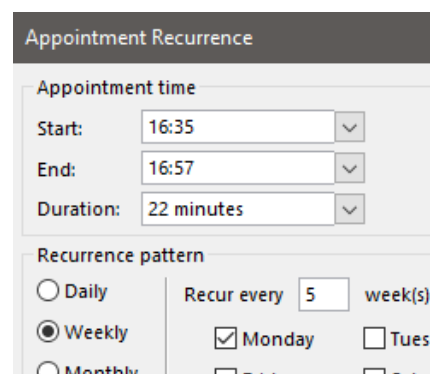 Appointment Recurrence
Appointment time
Start: 16:35
End: 16:57
Duration: 22 minutes
Recurrence pattern
Daily Recur every 5 week(s)
Weekly Monday Tues
Monthly